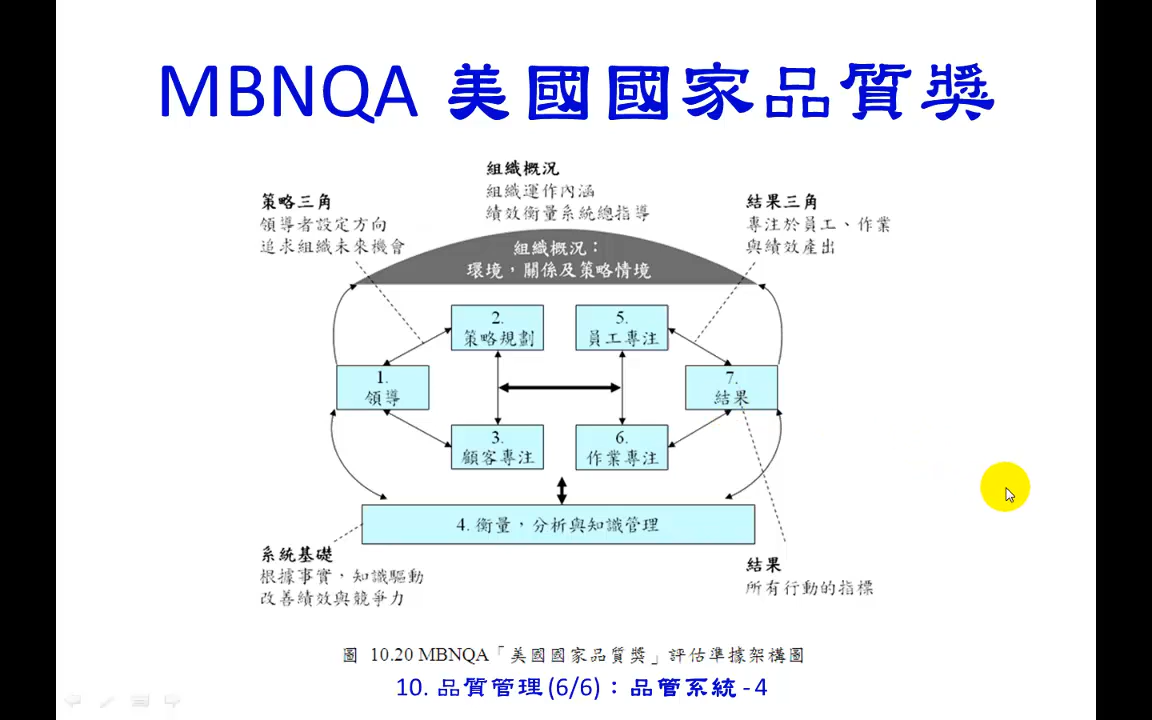 MBNQA 美國國家品質獎
組織概況
組織運作內涵
績效衡量系統總指導
策略三角
領導者設定方向
追求組織未來機會
結果三角
專注於員工、作業
與績效產出
組織概況：
環境，關係及策略情境
2.
策略規劃
5.
員工專注
1.
領導
7.
結果
3.
顧客專注
6.
作業專注
4. 衡量，分析與知識管理
系統基礎
根據事實，知識驅動
改善績效與競爭力
結果
所有行動的指標
圖 10.20 MBNQA「美國國家品質獎」評估準據架構圖
10. 品質管理(6/6)：品管系統-4